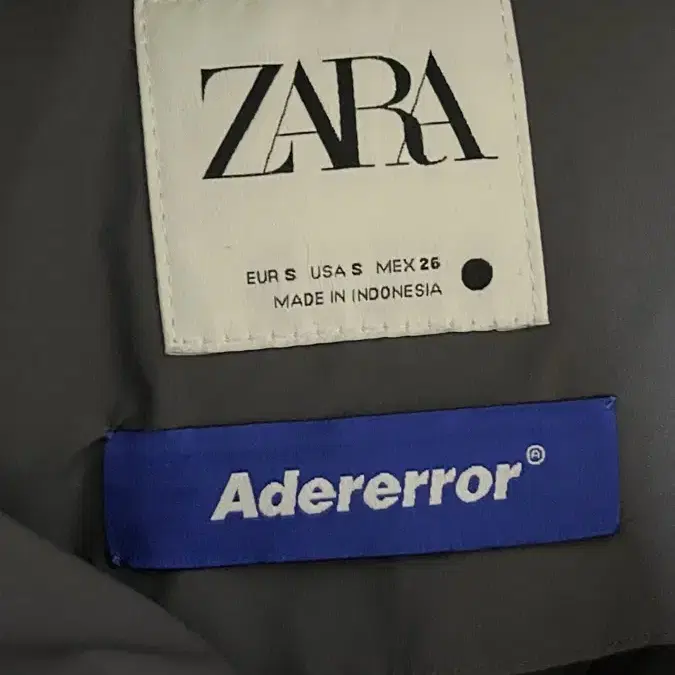 ZARA
EUR S USA S MEX 26
MADE IN INDONESIA
Adererror®